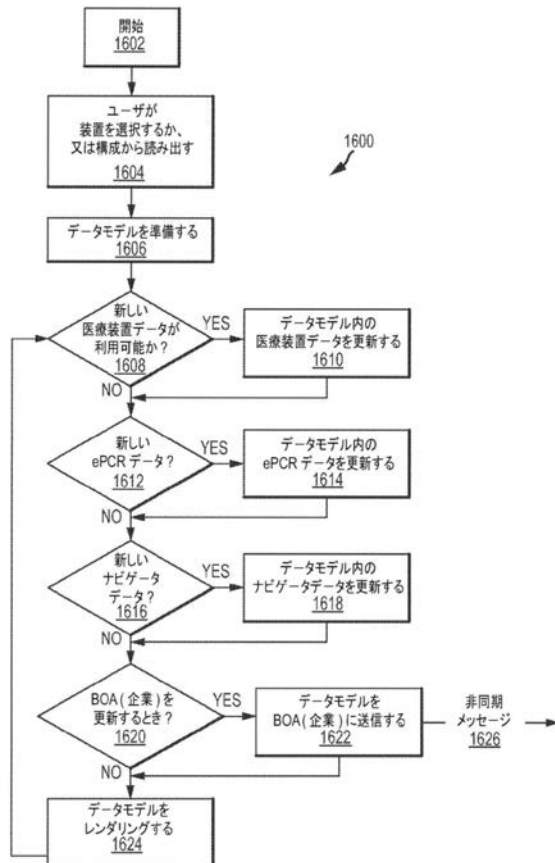 開始
1602
ユーザが
装置を選択するか、
又は構成から読み出す
1604
1600
データモデルを準備する
1606
新しい
医療装置データが
利用可能か?
1608
YES
データモデル内の
医療装置データを更新する
1610
NO
新しい
ePCR データ?
1612
YES
データモデル内の
ePCR データを更新する
1614
NO
新しい
ナビゲータ
データ?
1616
YES
データモデル内の
ナビゲータデータを更新する
1618
NO
BOA(企業)を
更新するとき?
1620
YES
データモデルを
BOA(企業)に送信する
1622
非同期
メッセージ
1626
NO
データモデルを
レンダリングする
1624